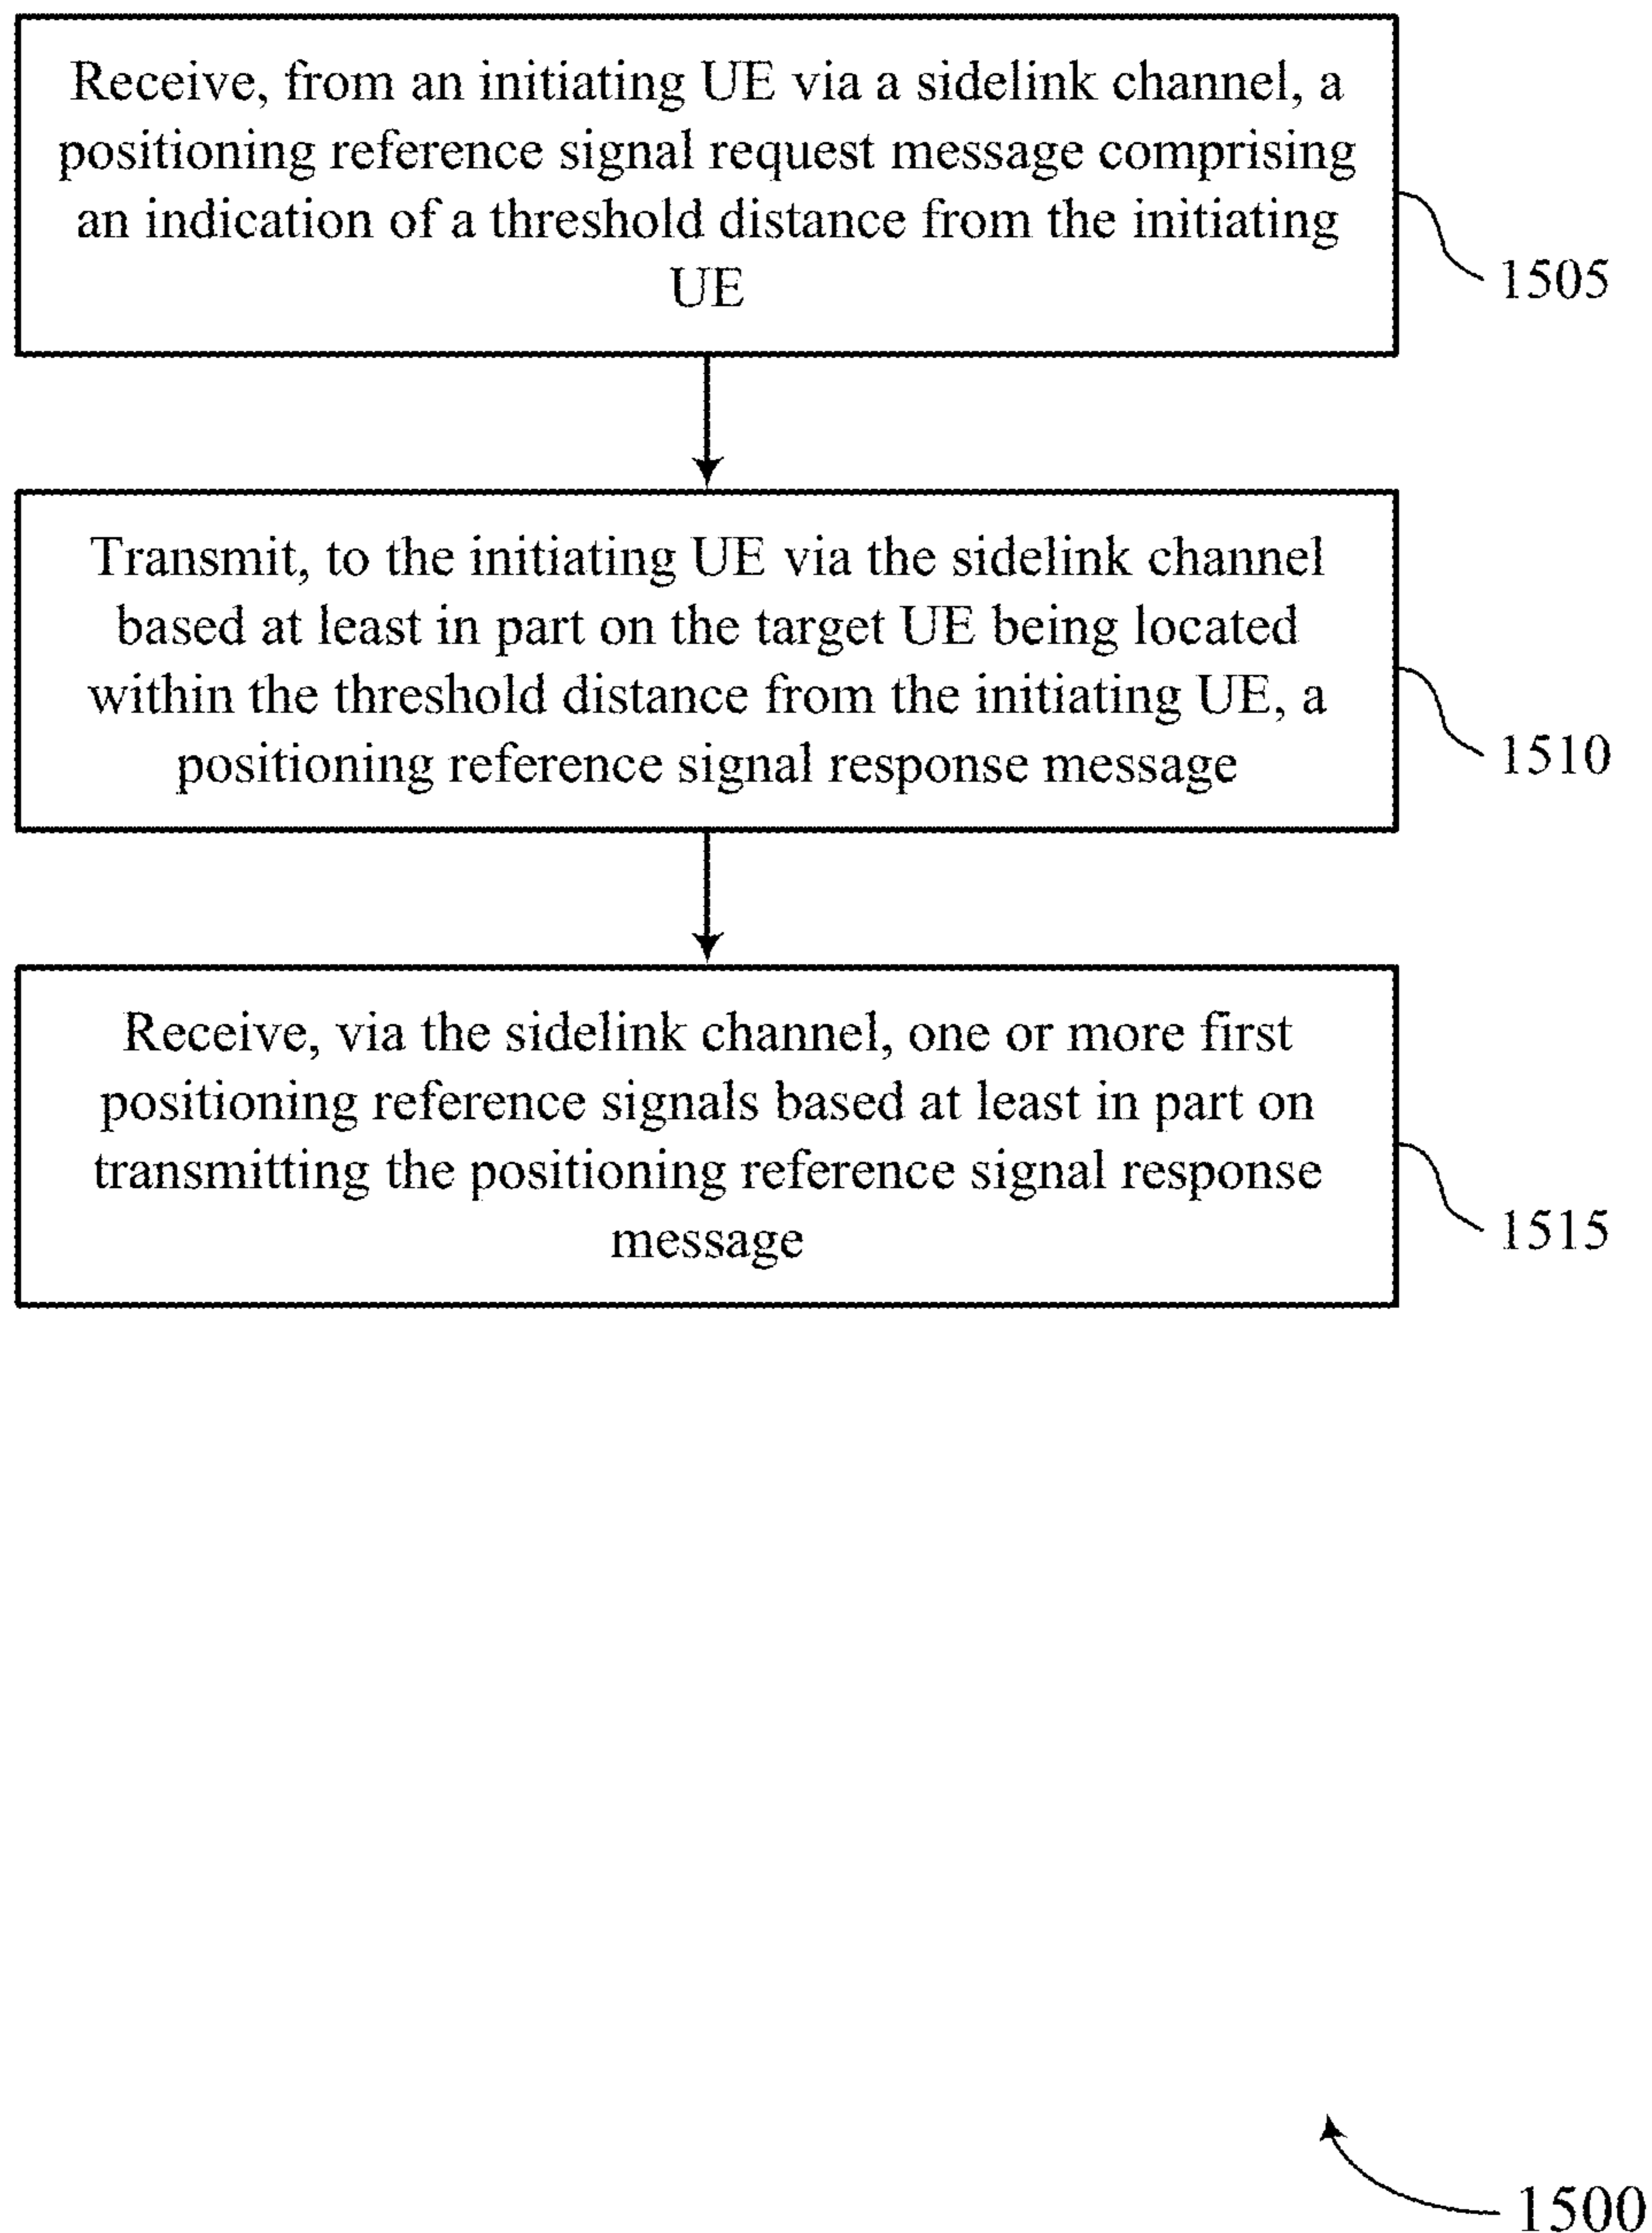 Receive, from an initiating UE via a sidelink channel, a
positioning reference signal request message comprising
an indication of a threshold distance from the initiating
UE
1505
Transmit, to the initiating UE via the sidelink channel
based at least in part on the target UE being located
within the threshold distance from the initiating UE, a
positioning reference signal response message
1510
Receive, via the sidelink channel, one or more first
positioning reference signals based at least in part on
transmitting the positioning reference signal response
message
1515
1500